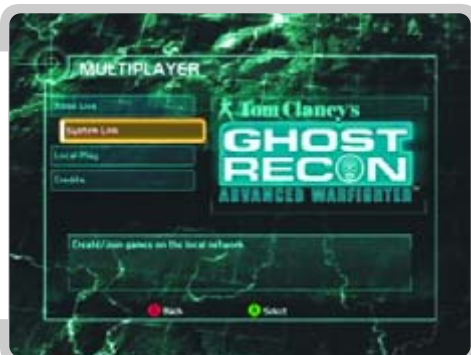 MULTIPLAYER
Xbox Live
System Link
Local Play
Credits
Tom Clancy's
GHOST
RECON
ADVANCED WARFIGHTER™
Create/Join games on the local network
Back
Select